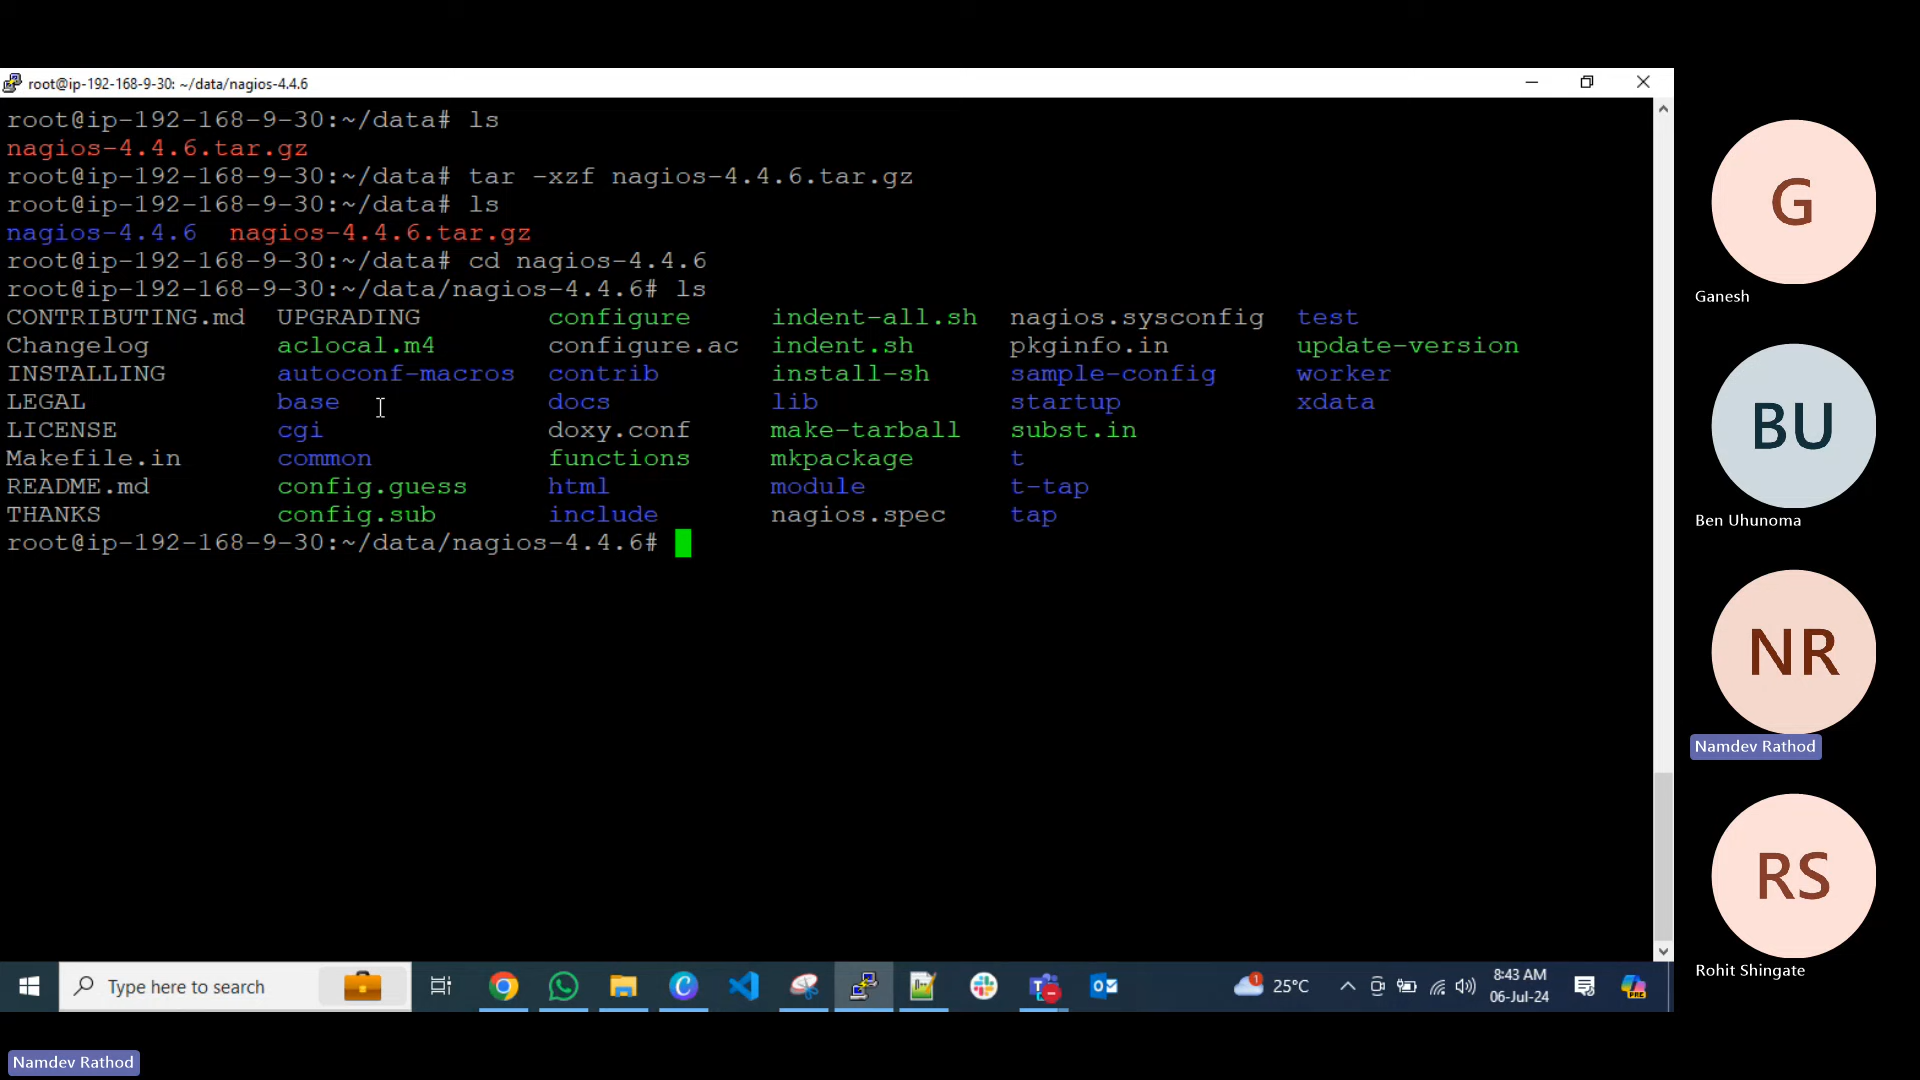 root@ip-192-168-9-30: ~/data/nagios-4.4.6
root@ip-192-168-9-30:~/data# ls
nagios-4.4.6.tar.gz
root@ip-192-168-9-30:~/data# tar -xzf nagios-4.4.6.tar.gz
root@ip-192-168-9-30:~/data# ls
nagios-4.4.6  nagios-4.4.6.tar.gz
root@ip-192-168-9-30:~/data# cd nagios-4.4.6
root@ip-192-168-9-30:~/data/nagios-4.4.6# ls
CONTRIBUTING.md  UPGRADING        configure     indent-all.sh  nagios.sysconfig  test
Changelog        aclocal.m4       configure.ac  indent.sh      pkginfo.in        update-version
INSTALLING       autoconf-macros  contrib       install-sh     sample-config     worker
LEGAL            base             docs          lib            startup           xdata
LICENSE          cgi              doxy.conf     make-tarball   subst.in
Makefile.in      common           functions     mkpackage      t
README.md        config.guess     html          module         t-tap
THANKS           config.sub       include       nagios.spec    tap
root@ip-192-168-9-30:~/data/nagios-4.4.6#
G
Ganesh
BU
Ben Uhunoma
NR
Namdev Rathod
RS
Rohit Shingate
Type here to search
1
25°C
8:43 AM
06-Jul-24
PRE
Namdev Rathod